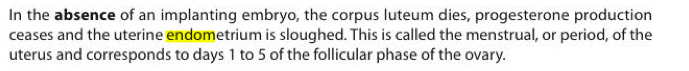 In the absence of an implanting embryo, the corpus luteum dies, progesterone production
ceases and the uterine endometrium is sloughed. This is called the menstrual, or period, of the
uterus and corresponds to days 1 to 5 of the follicular phase of the ovary.